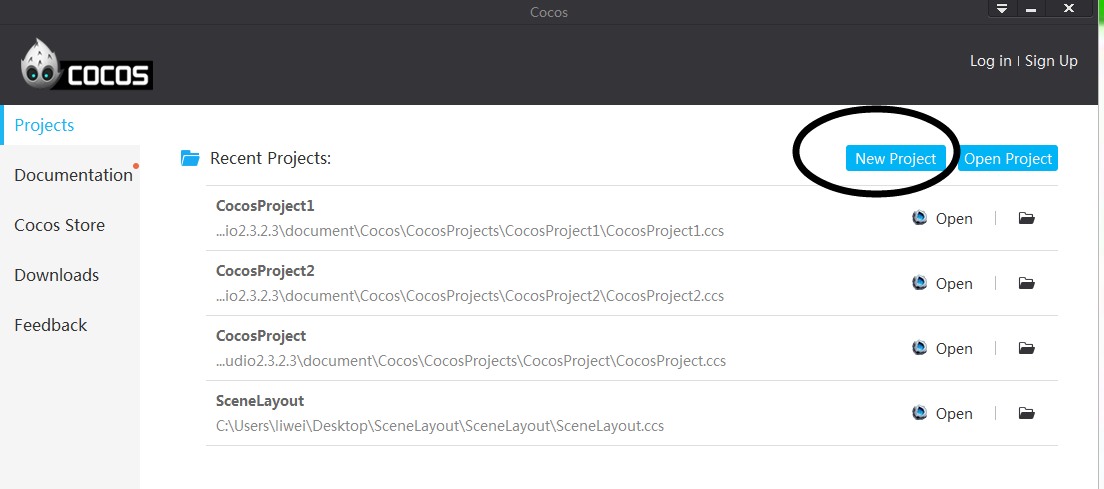 Cocos
COCOS
Log in | Sign Up
Projects
Documentation
Cocos Store
Downloads
Feedback
Recent Projects:
New Project
Open Project
CocosProject1
Open
...io2.3.2.3\document\Cocos\CocosProjects\CocosProject1\CocosProject1.ccs
CocosProject2
Open
...io2.3.2.3\document\Cocos\CocosProjects\CocosProject2\CocosProject2.ccs
CocosProject
Open
...udio2.3.2.3\document\Cocos\CocosProjects\CocosProject\CocosProject.ccs
SceneLayout
Open
C:\Users\liwei\Desktop\SceneLayout\SceneLayout\SceneLayout.ccs